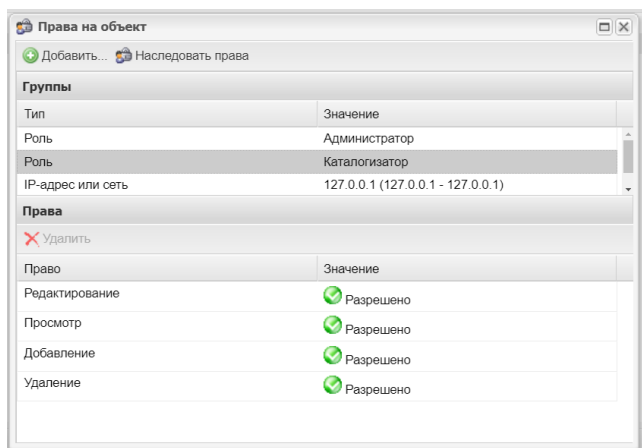 Права на объект
Добавить... Наследовать права
Группы
Тип Значение
Роль Администратор
Роль Каталогизатор
IP-адрес или сеть 127.0.0.1 (127.0.0.1 - 127.0.0.1)
Права
Удалить
Право Значение
Редактирование Разрешено
Просмотр Разрешено
Добавление Разрешено
Удаление Разрешено